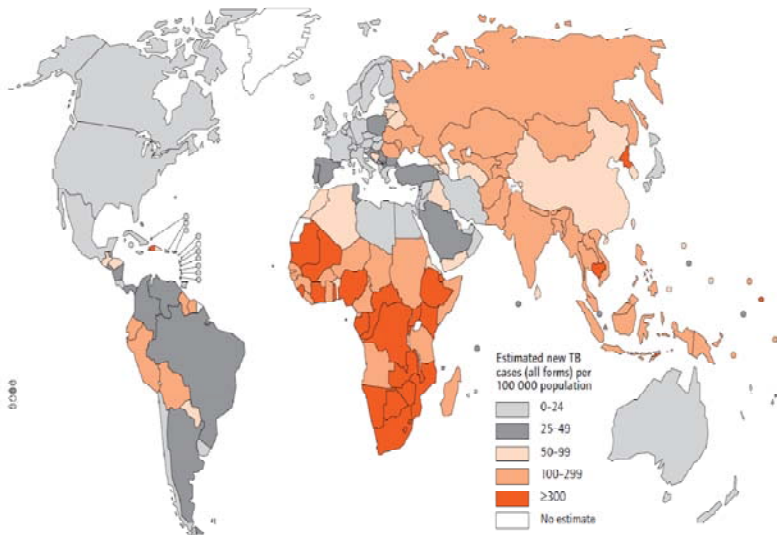 Estimated new TB
cases (all forms) per
100 000 population
0–24
25–49
50–99
100–299
≥300
No estimate